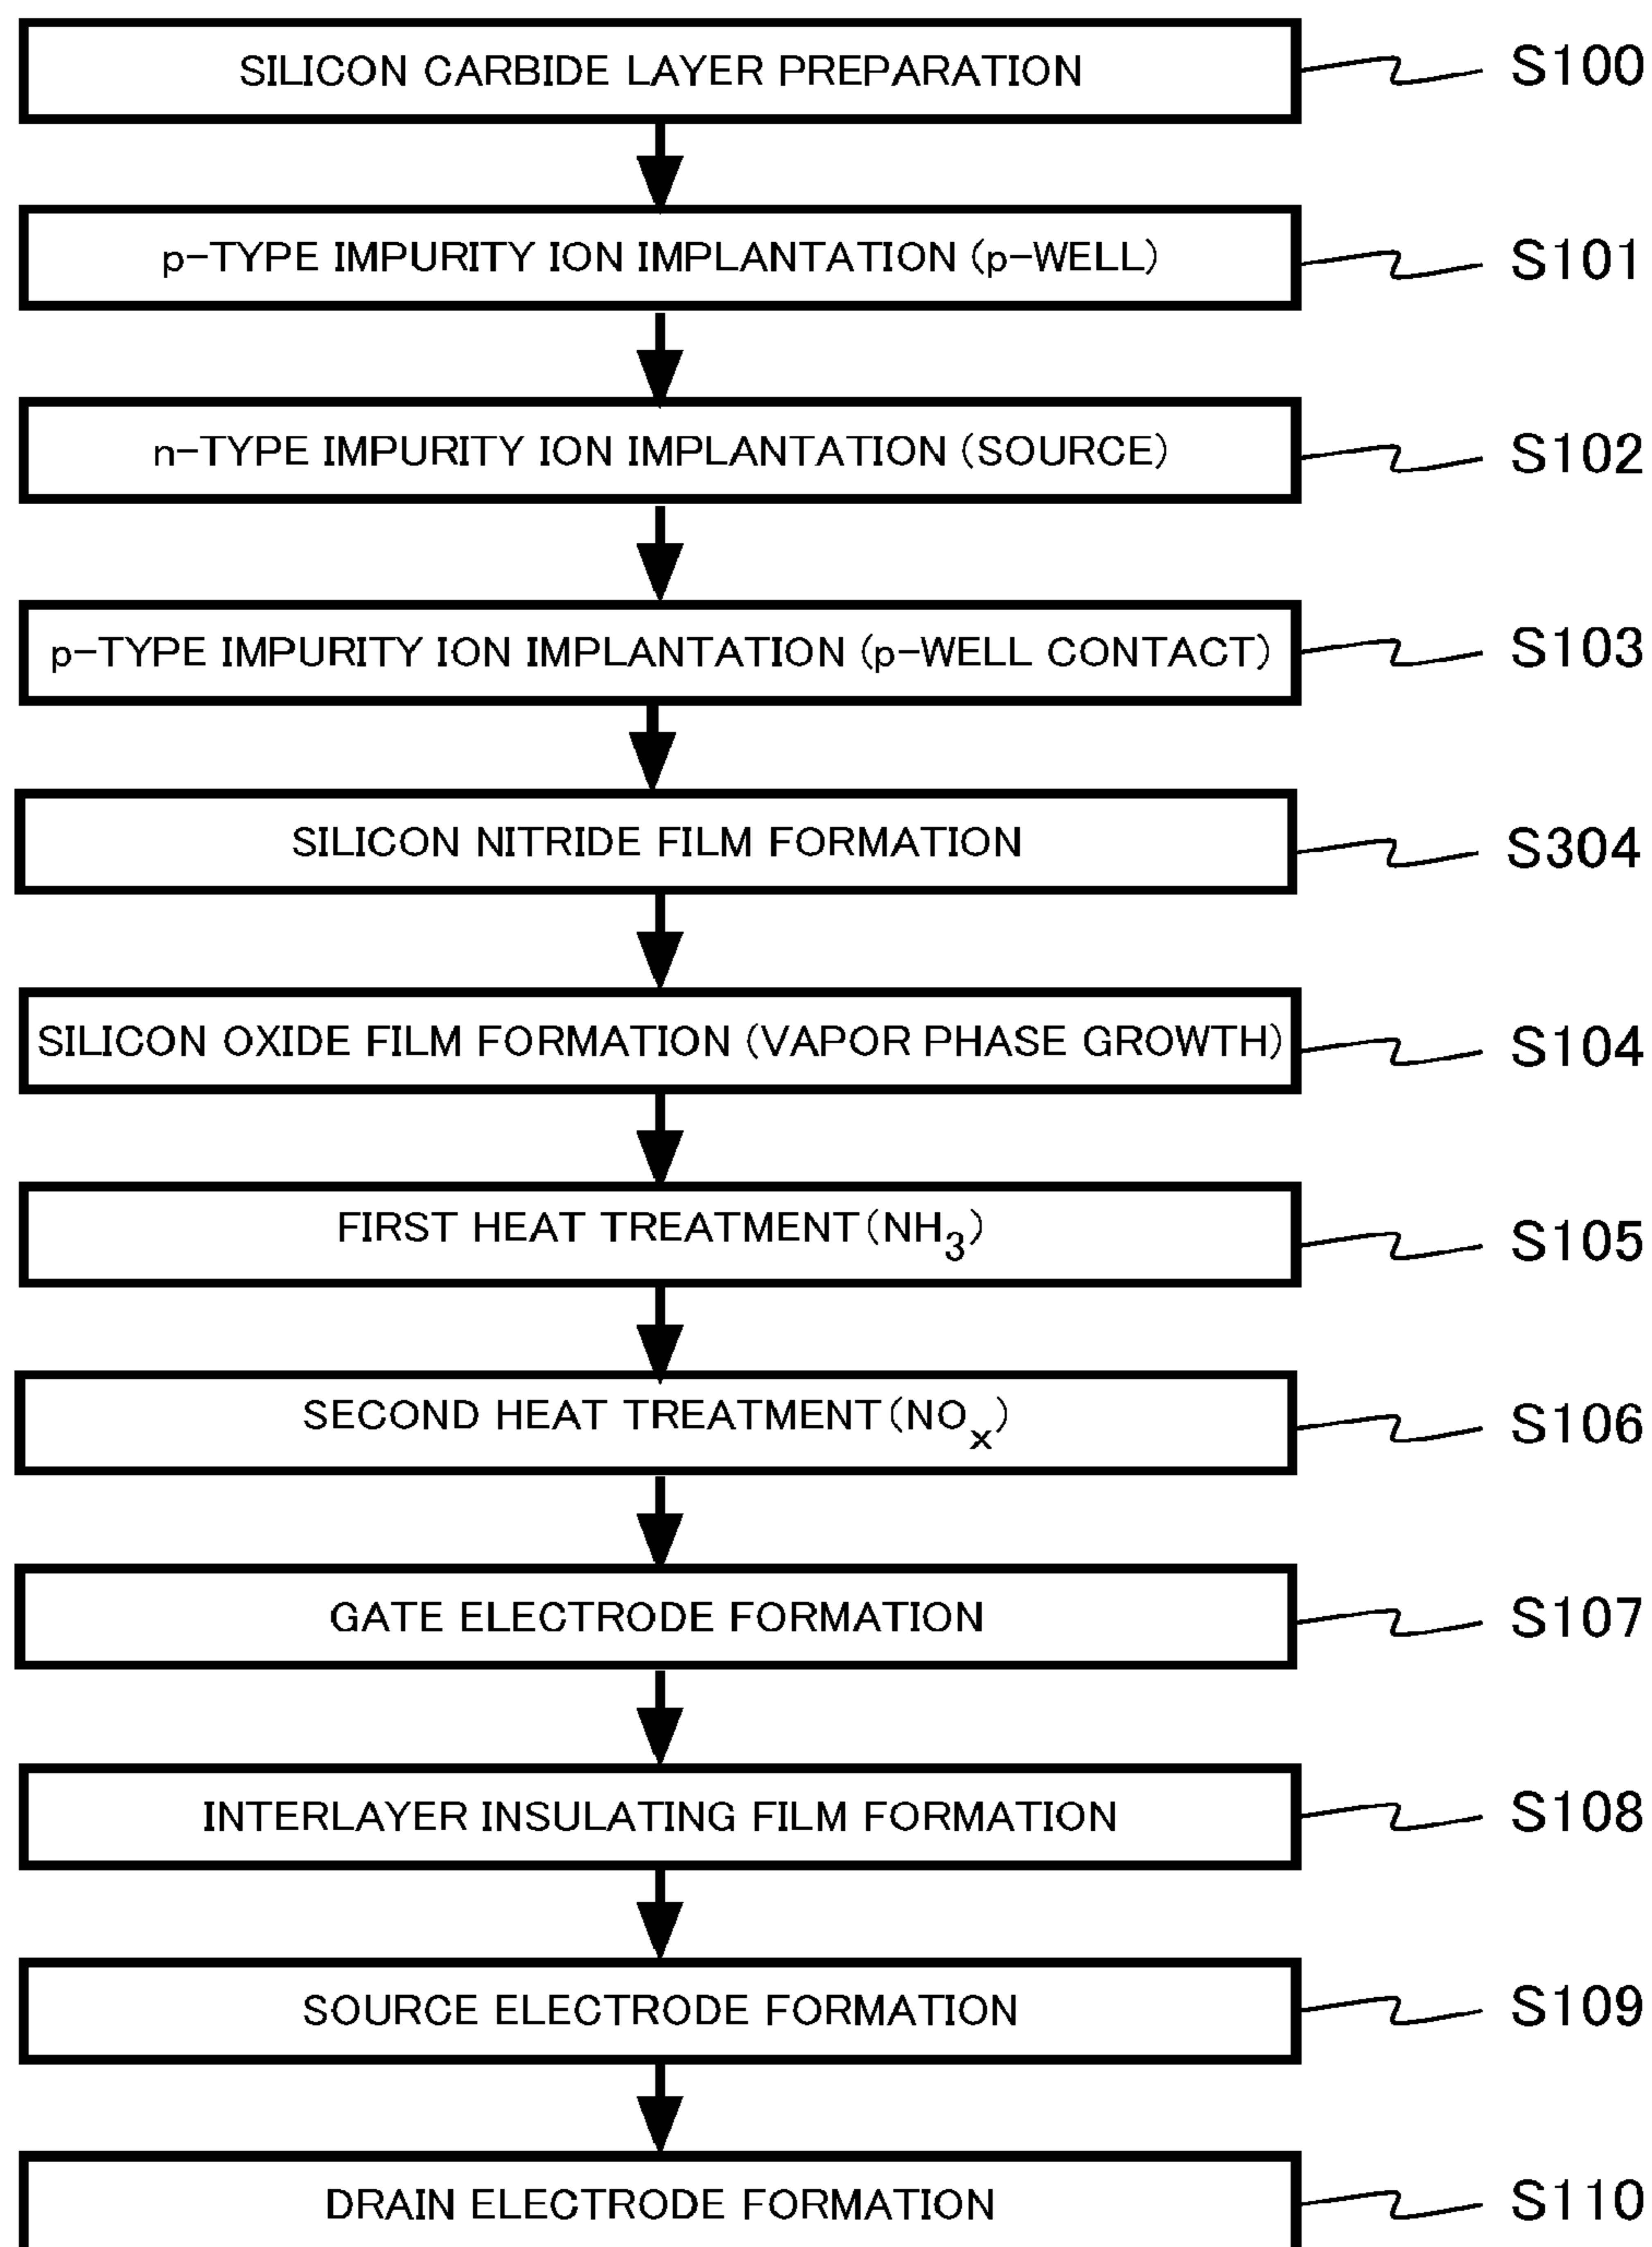 SILICON CARBIDE LAYER PREPARATION S100
p-TYPE IMPURITY ION IMPLANTATION (p-WELL) S101
n-TYPE IMPURITY ION IMPLANTATION (SOURCE) S102
p-TYPE IMPURITY ION IMPLANTATION (p-WELL CONTACT) S103
SILICON NITRIDE FILM FORMATION S304
SILICON OXIDE FILM FORMATION (VAPOR PHASE GROWTH) S104
FIRST HEAT TREATMENT (NH3) S105
SECOND HEAT TREATMENT (NOx) S106
GATE ELECTRODE FORMATION S107
INTERLAYER INSULATING FILM FORMATION S108
SOURCE ELECTRODE FORMATION S109
DRAIN ELECTRODE FORMATION S110